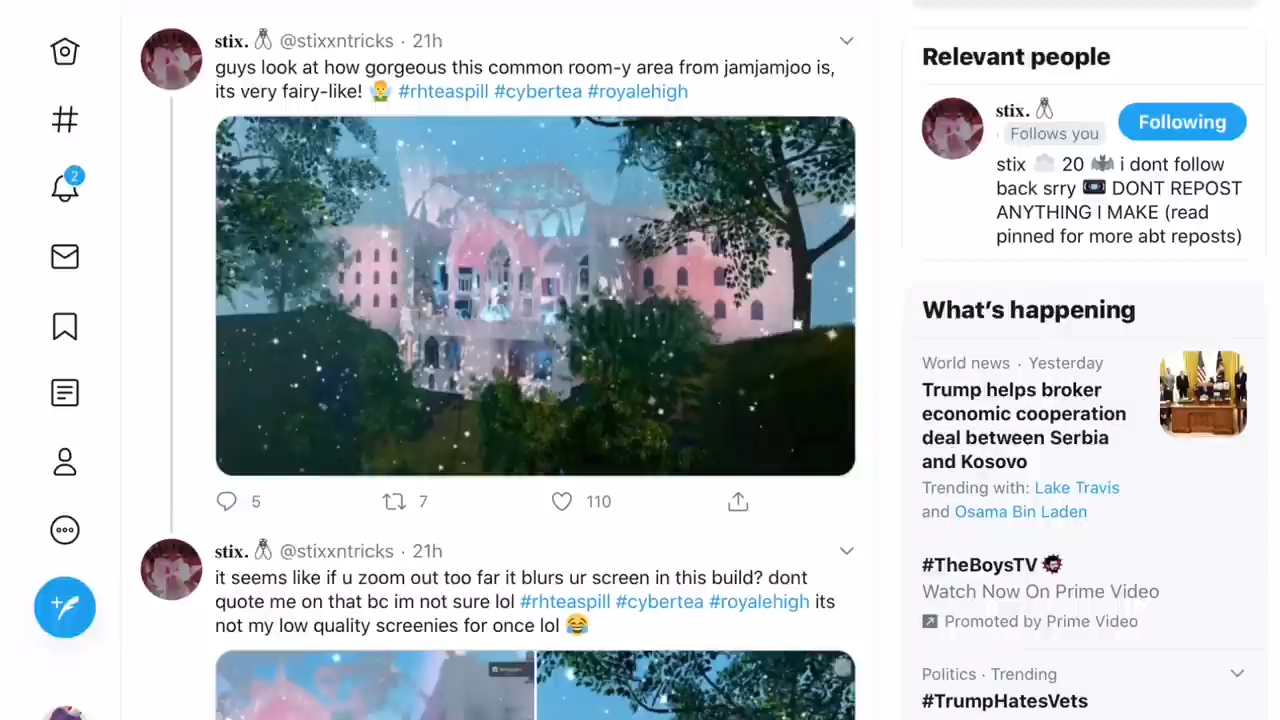 stix. @stixxntricks · 21h
guys look at how gorgeous this common room-y area from jamjamjoo is,
its very fairy-like! #rhteaspill #cybertea #royalehigh
5 7 110
stix. @stixxntricks · 21h
it seems like if u zoom out too far it blurs ur screen in this build? dont
quote me on that bc im not sure lol #rhteaspill #cybertea #royalehigh its
not my low quality screenies for once lol 😂
2
Relevant people
stix.
Follows you
Following
stix 20 🦇 i dont follow
back srry 📼 DONT REPOST
ANYTHING I MAKE (read
pinned for more abt reposts)
What's happening
World news · Yesterday
Trump helps broker
economic cooperation
deal between Serbia
and Kosovo
Trending with: Lake Travis
and Osama Bin Laden
#TheBoysTV
Watch Now On Prime Video
Promoted by Prime Video
Politics · Trending
#TrumpHatesVets